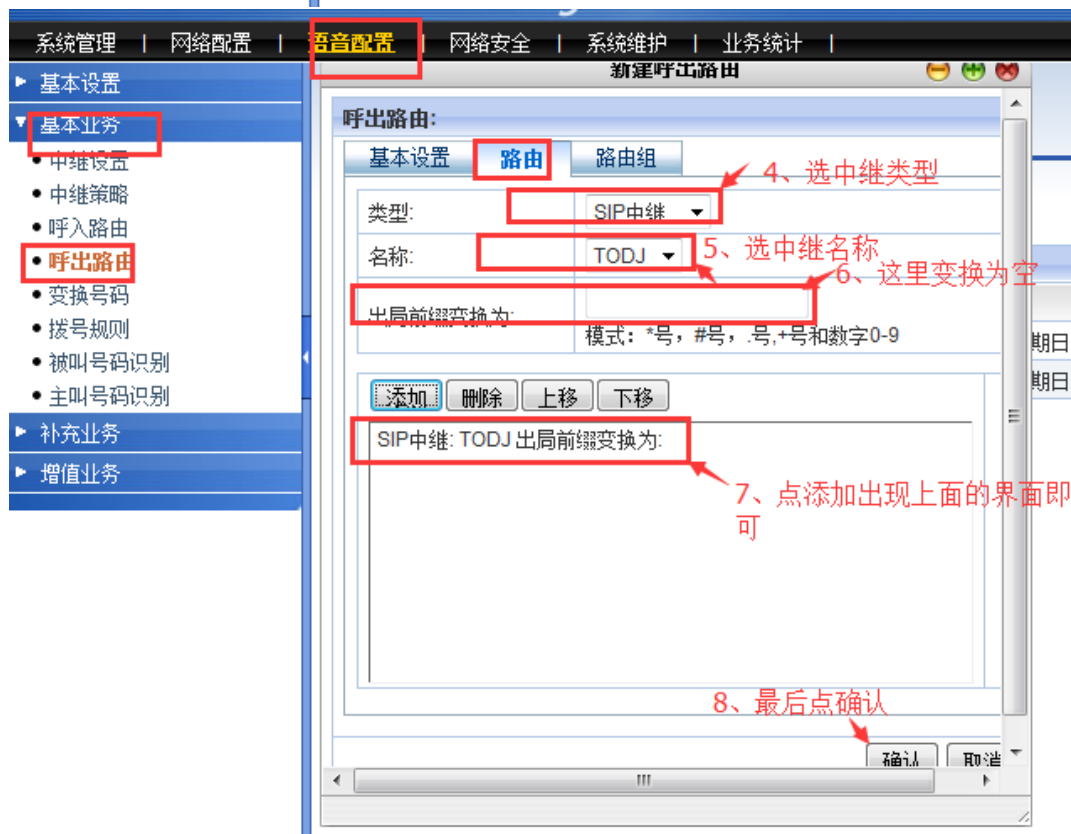 系统管理 | 网络配置 | 语音配置 | 网络安全 | 系统维护 | 业务统计 |
基本设置
基本业务
中继设置
中继策略
呼入路由
呼出路由
变换号码
拨号规则
被叫号码识别
主叫号码识别
补充业务
增值业务
新建呼出路由
呼出路由:
基本设置 路由 路由组
4、选中继类型
类型: SIP中继
5、选中继名称
名称: TODJ
6、这里变换为空
出局前缀变换为:
模式：*号，#号，.号,+号和数字0-9
期日
期日
添加 删除 上移 下移
SIP中继: TODJ 出局前缀变换为:
7、点添加出现上面的界面即
可
8、最后点确认
确认 取消